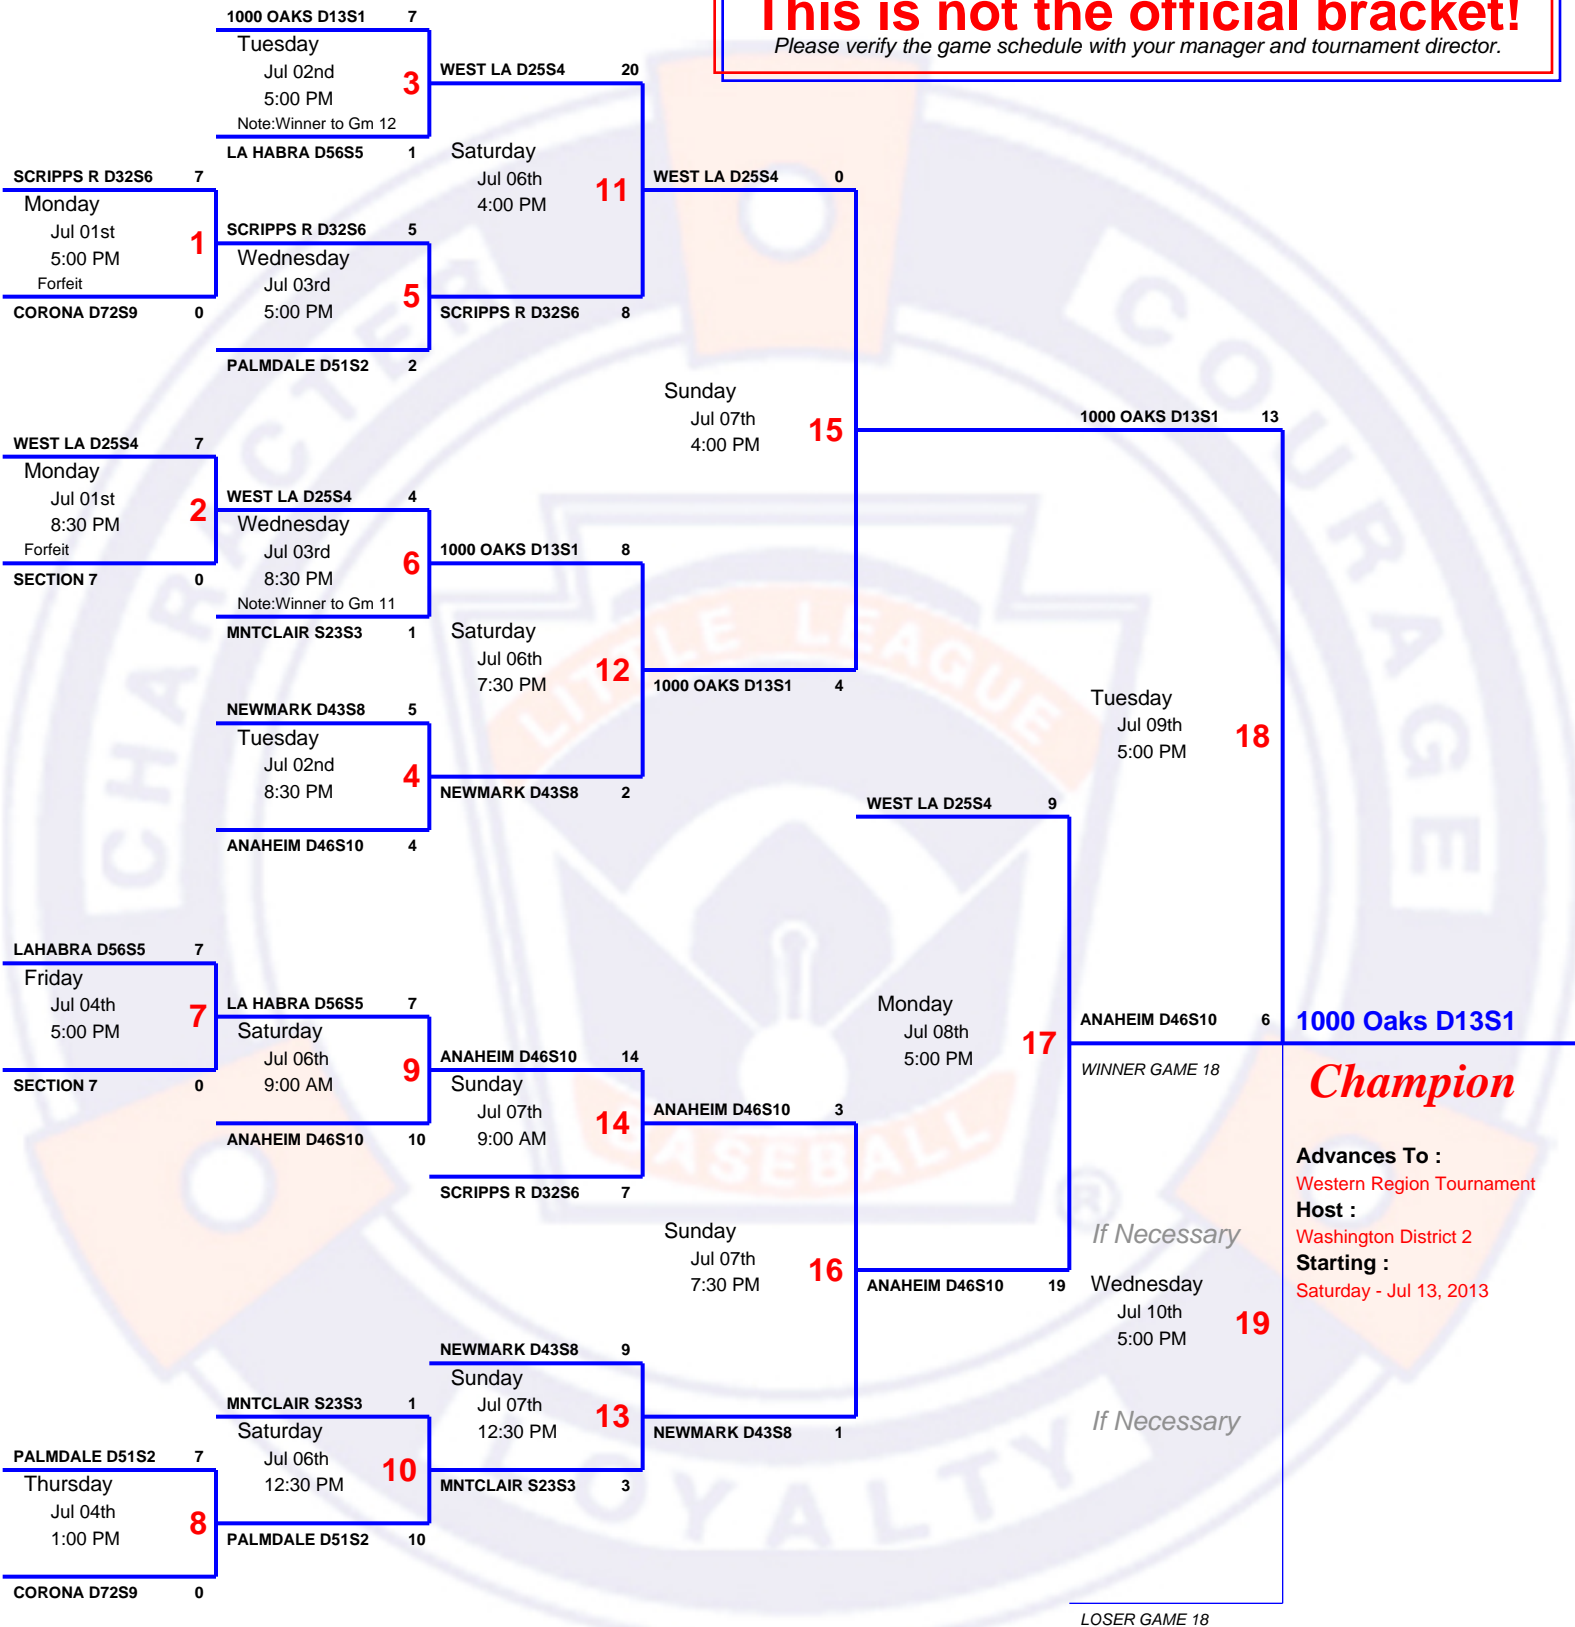 This is not the official bracket!
Please verify the game schedule with your manager and tournament director.
1000 OAKS D13S1 7
Tuesday
Jul 02nd
5:00 PM
3
Note:Winner to Gm 12
LA HABRA D56S5 1
SCRIPPS R D32S6 7
Monday
Jul 01st
5:00 PM
1
Forfeit
CORONA D72S9 0
SCRIPPS R D32S6 5
Wednesday
Jul 03rd
5:00 PM
5
PALMDALE D51S2 2
WEST LA D25S4 20
Saturday
Jul 06th
4:00 PM
11
SCRIPPS R D32S6 8
WEST LA D25S4 7
Monday
Jul 01st
8:30 PM
2
Forfeit
SECTION 7 0
WEST LA D25S4 4
Wednesday
Jul 03rd
8:30 PM
6
Note:Winner to Gm 11
MNTCLAIR S23S3 1
NEWMARK D43S8 5
Tuesday
Jul 02nd
8:30 PM
4
ANAHEIM D46S10 4
1000 OAKS D13S1 8
Saturday
Jul 06th
7:30 PM
12
NEWMARK D43S8 2
WEST LA D25S4 0
Sunday
Jul 07th
4:00 PM
15
1000 OAKS D13S1 4
1000 OAKS D13S1 13
Tuesday
Jul 09th
5:00 PM
18
LAHABRA D56S5 7
Friday
Jul 04th
5:00 PM
7
SECTION 7 0
LA HABRA D56S5 7
Saturday
Jul 06th
9:00 AM
9
ANAHEIM D46S10 10
ANAHEIM D46S10 14
Sunday
Jul 07th
9:00 AM
14
SCRIPPS R D32S6 7
PALMDALE D51S2 7
Thursday
Jul 04th
1:00 PM
8
CORONA D72S9 0
MNTCLAIR S23S3 1
Saturday
Jul 06th
12:30 PM
10
PALMDALE D51S2 10
NEWMARK D43S8 9
Sunday
Jul 07th
12:30 PM
13
MNTCLAIR S23S3 3
ANAHEIM D46S10 3
Sunday
Jul 07th
7:30 PM
16
NEWMARK D43S8 1
WEST LA D25S4 9
Monday
Jul 08th
5:00 PM
17
ANAHEIM D46S10 19
ANAHEIM D46S10 6
WINNER GAME 18
If Necessary
Wednesday
Jul 10th
5:00 PM
19
If Necessary
LOSER GAME 18
1000 Oaks D13S1
Champion
Advances To :
Western Region Tournament
Host :
Washington District 2
Starting :
Saturday - Jul 13, 2013
CHARACTER
COURAGE
LOYALTY
LITTLE LEAGUE
BASEBALL
®